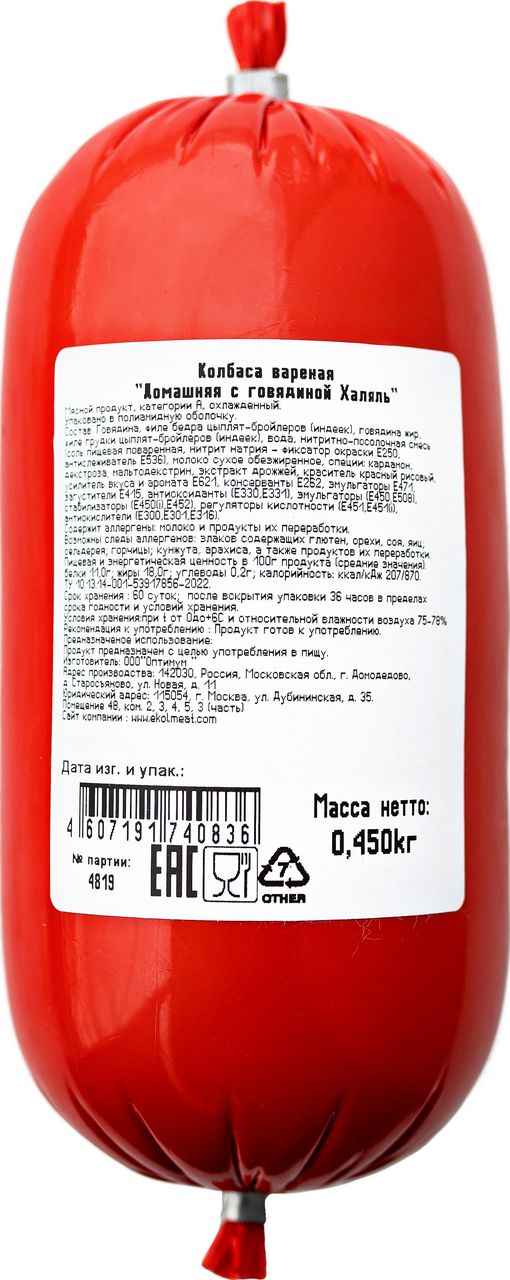 Колбаса вареная
"Домашняя с говядиной Халяль"
Мясной продукт, категории А, охлажденный.
Упаковано в полиамидную оболочку.
Состав: Говядина, филе бедра цыплят-бройлеров (индеек), говядина жир,
филе грудки цыплят-бройлеров (индеек), вода, нитритно-посолочная смесь
(соль пищевая поваренная, нитрит натрия - фиксатор окраски Е250,
антислеживатель Е536), молоко сухое обезжиренное, специи: кардамон,
декстроза, мальтодекстрин, экстракт дрожжей, краситель красный рисовый,
усилитель вкуса и аромата Е621, консерванты Е262, эмульгаторы Е471,
загустители Е415, антиоксиданты (Е330,Е331), эмульгаторы (Е450,Е508),
стабилизаторы (Е450(i),Е452), регуляторы кислотности (Е451,Е451(i),
антиокислители (Е300,Е301,Е316).
Содержит аллергены: молоко и продукты их переработки.
Возможны следы аллергенов: злаков содержащих глютен, орехи, соя, яиц;
сельдерея; горчицы; кунжута, арахиса, а также продуктов их переработки.
Пищевая и энергетическая ценность в 100г продукта (средние значения):
белки 11,0г; жиры 18,0г; углеводы 0,2г; калорийность: ккал/кДж 207/870.
ТУ 10.13.14-001-53917856-2022.
Срок хранения : 60 суток; после вскрытия упаковки 36 часов в пределах
срока годности и условий хранения.
Условия хранения:при t от 0до+6С и относительной влажности воздуха 75-78%
Рекомендация к употреблению : Продукт готов к употреблению.
Предназначеное использование:
Продукт предназначен с целью употребления в пищу.
Изготовитель: ООО"Оптимум "
Адрес производства: 142030, Россия, Московская обл., г. Домодедово,
д. Старосьяново, ул. Новая, д. 11
Юридический адрес: 115054, г. Москва, ул. Дубининская, д. 35.
Помещение 48, ком. 2, 3, 4, 5, 3 (часть)
Сайт компании : www.ekolmeat.com
Дата изг. и упак.:
4 607191 740836
Масса нетто:
0,450кг
№ партии:
4819
EAC
7
OTHER